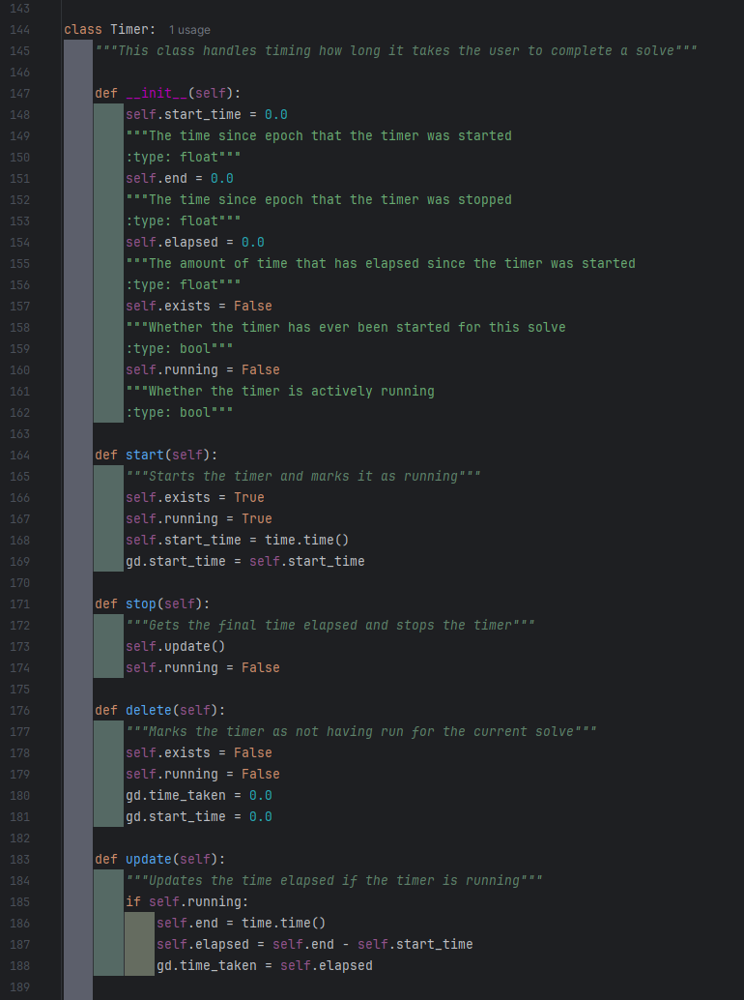 143
144 class Timer: 1 usage
145     """This class handles timing how long it takes the user to complete a solve"""
146
147     def __init__(self):
148         self.start_time = 0.0
149         """The time since epoch that the timer was started
150         :type: float"""
151         self.end = 0.0
152         """The time since epoch that the timer was stopped
153         :type: float"""
154         self.elapsed = 0.0
155         """The amount of time that has elapsed since the timer was started
156         :type: float"""
157         self.exists = False
158         """Whether the timer has ever been started for this solve
159         :type: bool"""
160         self.running = False
161         """Whether the timer is actively running
162         :type: bool"""
163
164     def start(self):
165         """Starts the timer and marks it as running"""
166         self.exists = True
167         self.running = True
168         self.start_time = time.time()
169         gd.start_time = self.start_time
170
171     def stop(self):
172         """Gets the final time elapsed and stops the timer"""
173         self.update()
174         self.running = False
175
176     def delete(self):
177         """Marks the timer as not having run for the current solve"""
178         self.exists = False
179         self.running = False
180         gd.time_taken = 0.0
181         gd.start_time = 0.0
182
183     def update(self):
184         """Updates the time elapsed if the timer is running"""
185         if self.running:
186             self.end = time.time()
187             self.elapsed = self.end - self.start_time
188             gd.time_taken = self.elapsed
189